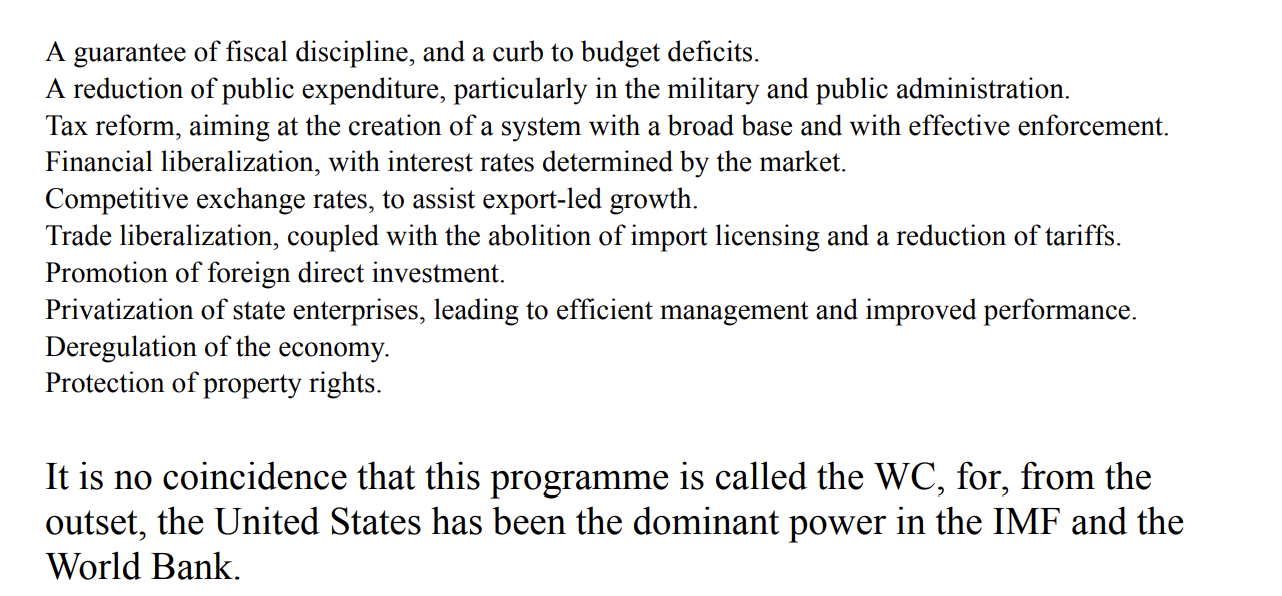 A guarantee of fiscal discipline, and a curb to budget deficits.
A reduction of public expenditure, particularly in the military and public administration.
Tax reform, aiming at the creation of a system with a broad base and with effective enforcement.
Financial liberalization, with interest rates determined by the market.
Competitive exchange rates, to assist export-led growth.
Trade liberalization, coupled with the abolition of import licensing and a reduction of tariffs.
Promotion of foreign direct investment.
Privatization of state enterprises, leading to efficient management and improved performance.
Deregulation of the economy.
Protection of property rights.
It is no coincidence that this programme is called the WC, for, from the
outset, the United States has been the dominant power in the IMF and the
World Bank.